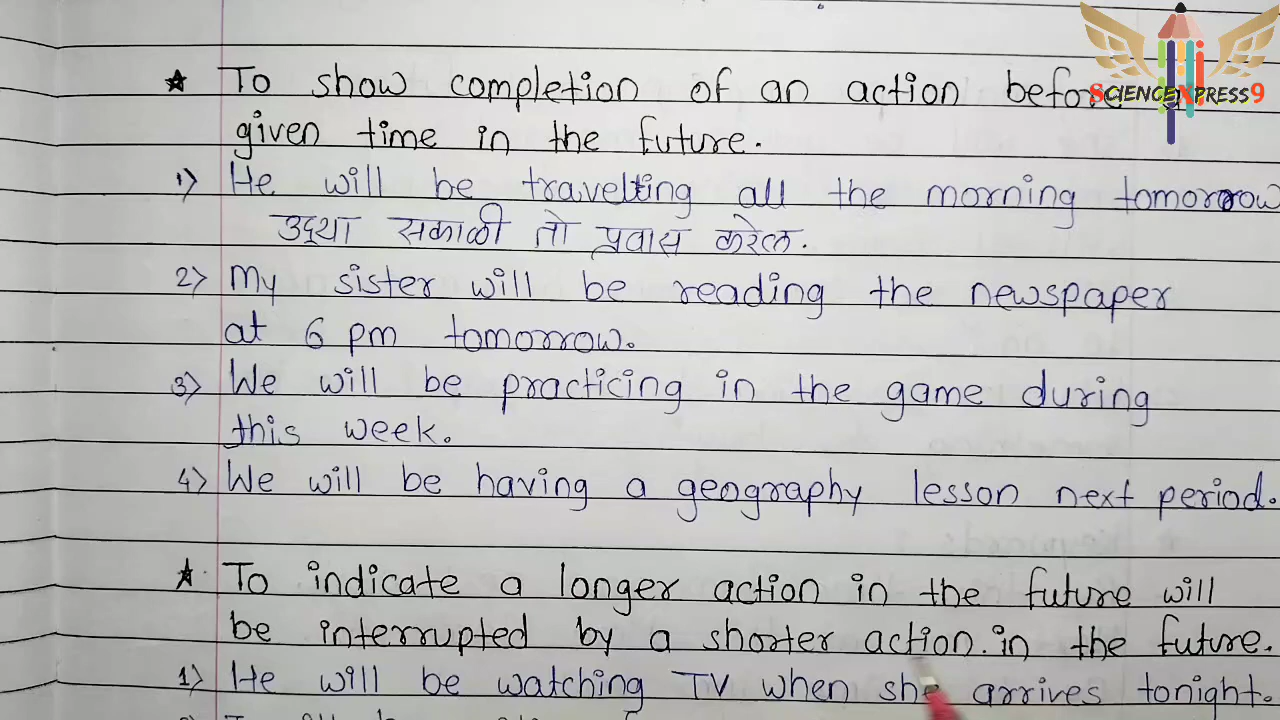 SCIENCEXPRESS9
★ To show completion of an action before a
given time in the future.
1) He will be travelling all the morning tomorrow
उद्या सकाळी तो प्रवास करेल.
2) My sister will be reading the newspaper
at 6 pm tomorrow.
3) We will be practicing in the game during
this week.
4) We will be having a geography lesson next period.
★ To indicate a longer action in the future will
be interrupted by a shorter action. in the future.
1) He will be watching TV when she arrives tonight.